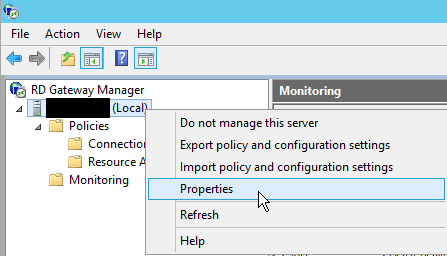 File Action View Help
RD Gateway Manager
Monitoring
(Local)
Policies
Connection
Resource A
Monitoring
Do not manage this server
Export policy and configuration settings
Import policy and configuration settings
Properties
Refresh
Help